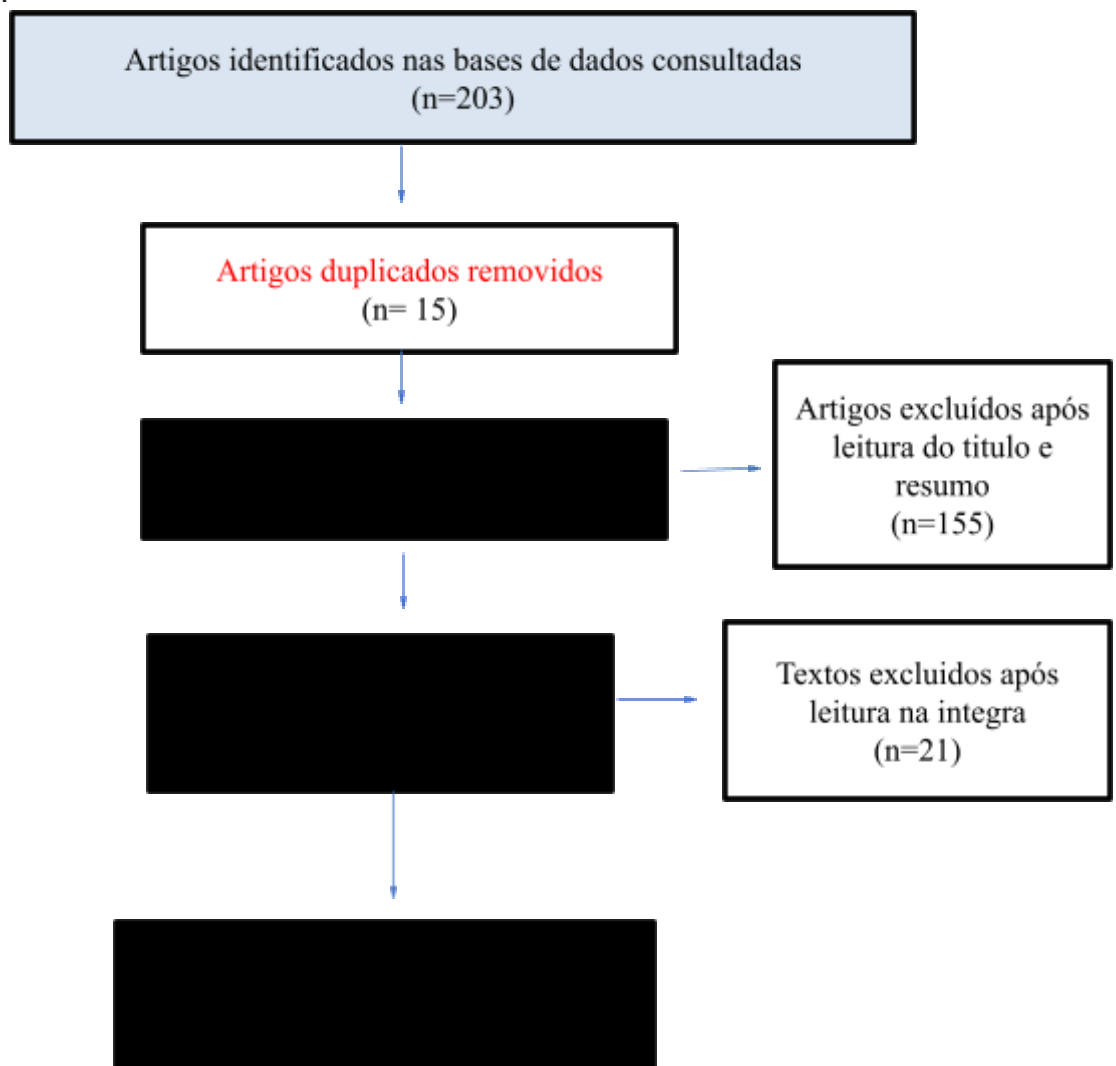 Artigos identificados nas bases de dados consultadas
(n=203)
Artigos duplicados removidos
(n= 15)
Artigos excluídos após
leitura do titulo e
resumo
(n=155)
Textos excluidos após
leitura na integra
(n=21)